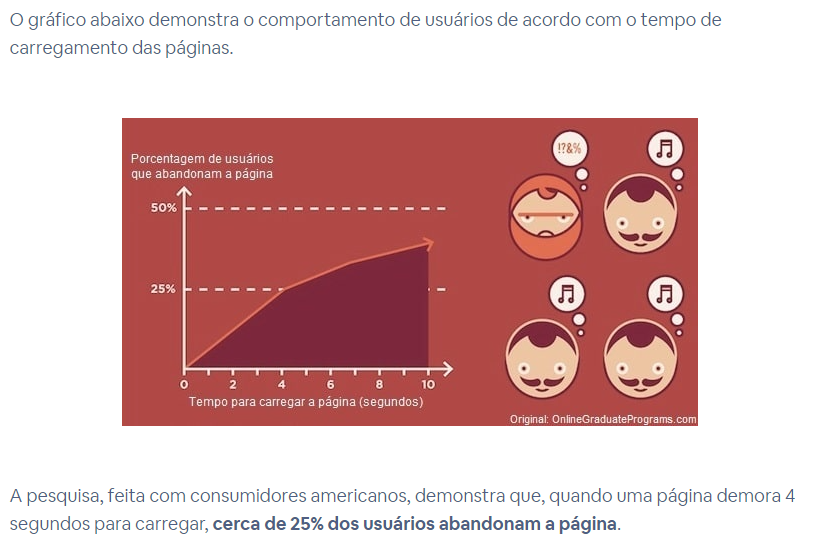 O gráfico abaixo demonstra o comportamento de usuários de acordo com o tempo de
carregamento das páginas.
Porcentagem de usuários
que abandonam a página
50%
25%
0 2 4 6 8 10
Tempo para carregar a página (segundos)
!?&%
Original: OnlineGraduatePrograms.com
A pesquisa, feita com consumidores americanos, demonstra que, quando uma página demora 4
segundos para carregar, cerca de 25% dos usuários abandonam a página.